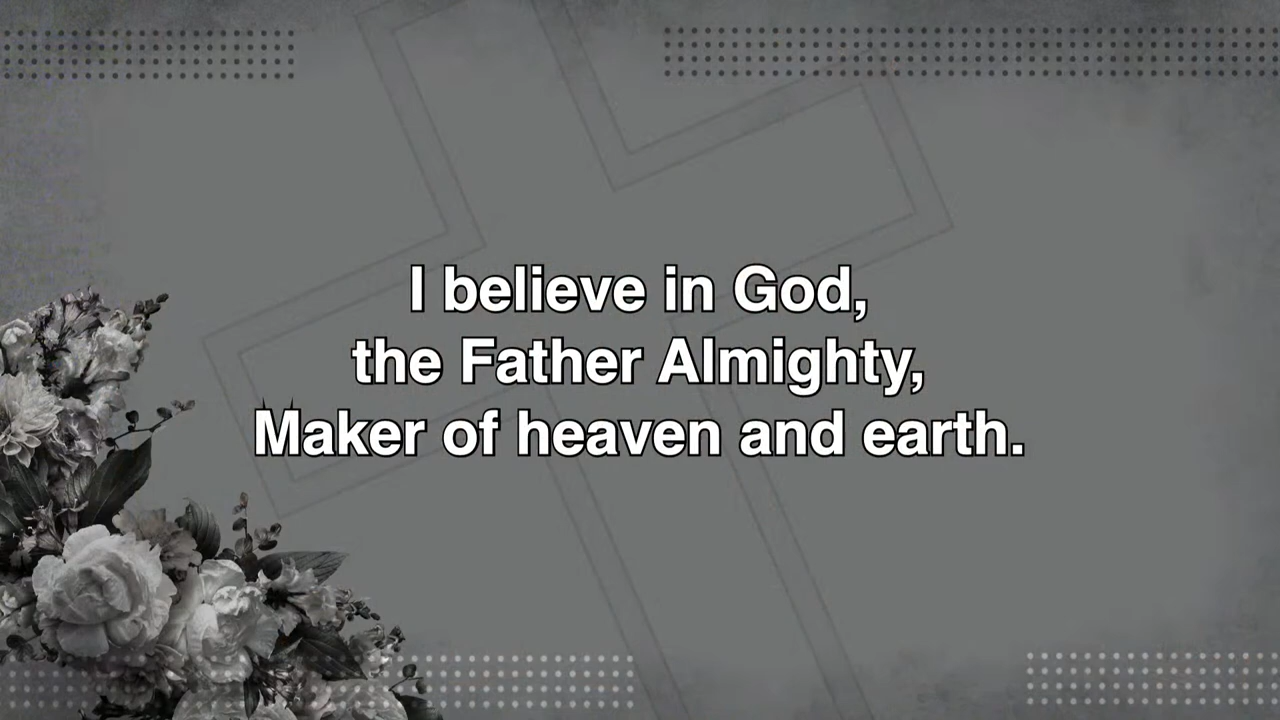 I believe in God,
the Father Almighty,
Maker of heaven and earth.